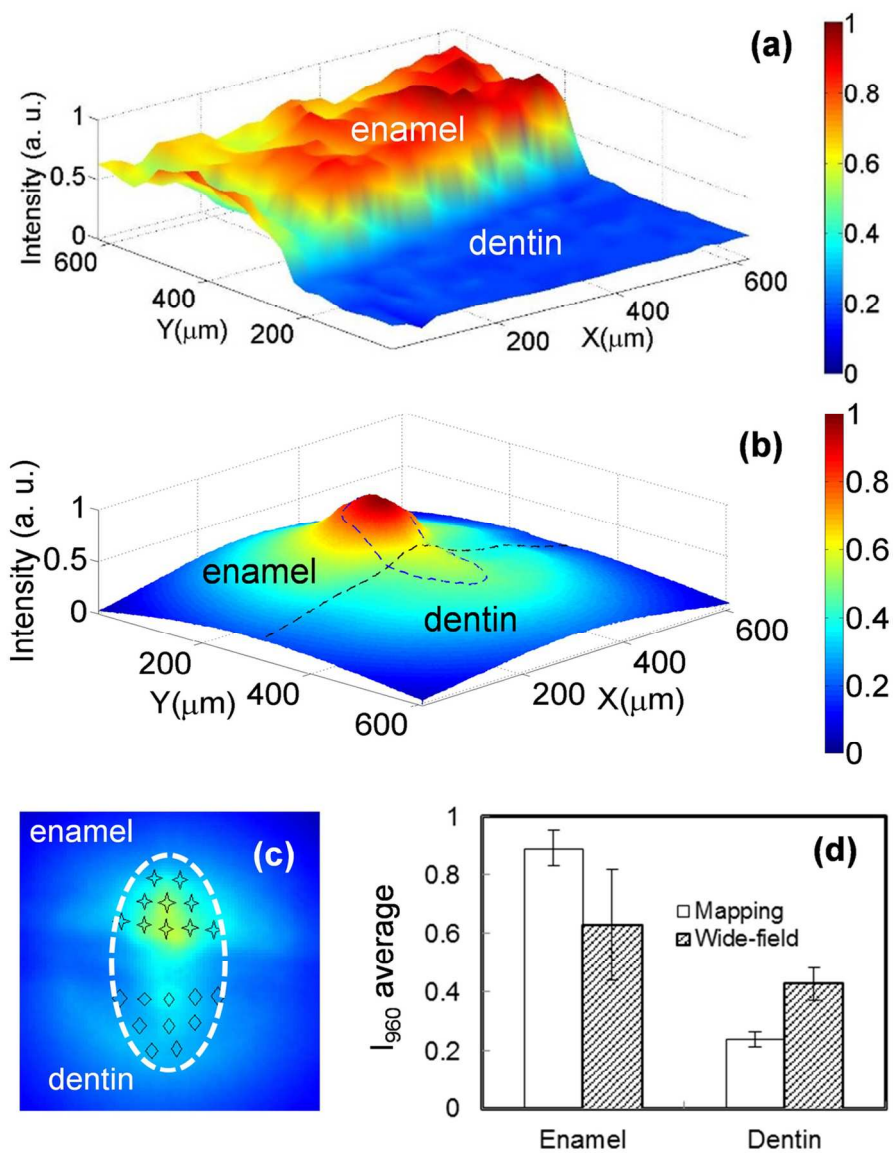 (a)
enamel
dentin
Intensity (a. u.)
1
0.5
0
600
400
200
Y(μm)
200
400
600
X(μm)
1
0.8
0.6
0.4
0.2
0
(b)
enamel
dentin
Intensity (a. u.)
1
0.5
0
200
400
600
Y(μm)
200
400
600
X(μm)
1
0.8
0.6
0.4
0.2
0
enamel
(c)
dentin
(d)
I960 average
1
0.8
0.6
0.4
0.2
0
Mapping
Wide-field
Enamel Dentin